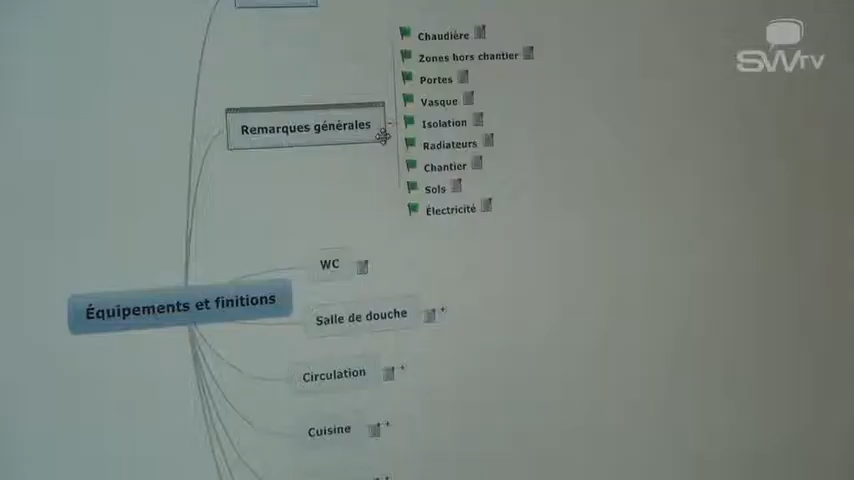 SWTV
Chaudière
Zones hors chantier
Portes
Vasque
Remarques générales
Isolation
Radiateurs
Chantier
Sols
Électricité
WC
Équipements et finitions
Salle de douche
Circulation
Cuisine